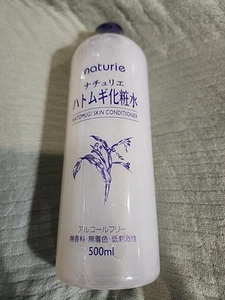 naturie
ナチュリエ
ハトムギ化粧水
HATOMUGI SKIN CONDITIONER
アルコールフリー
無香料・無着色・低刺激性
500ml